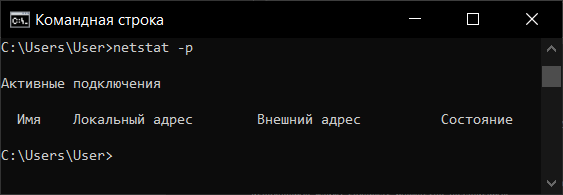 Командная строка
C:\Users\User>netstat -p
Активные подключения
Имя Локальный адрес Внешний адрес Состояние
C:\Users\User>